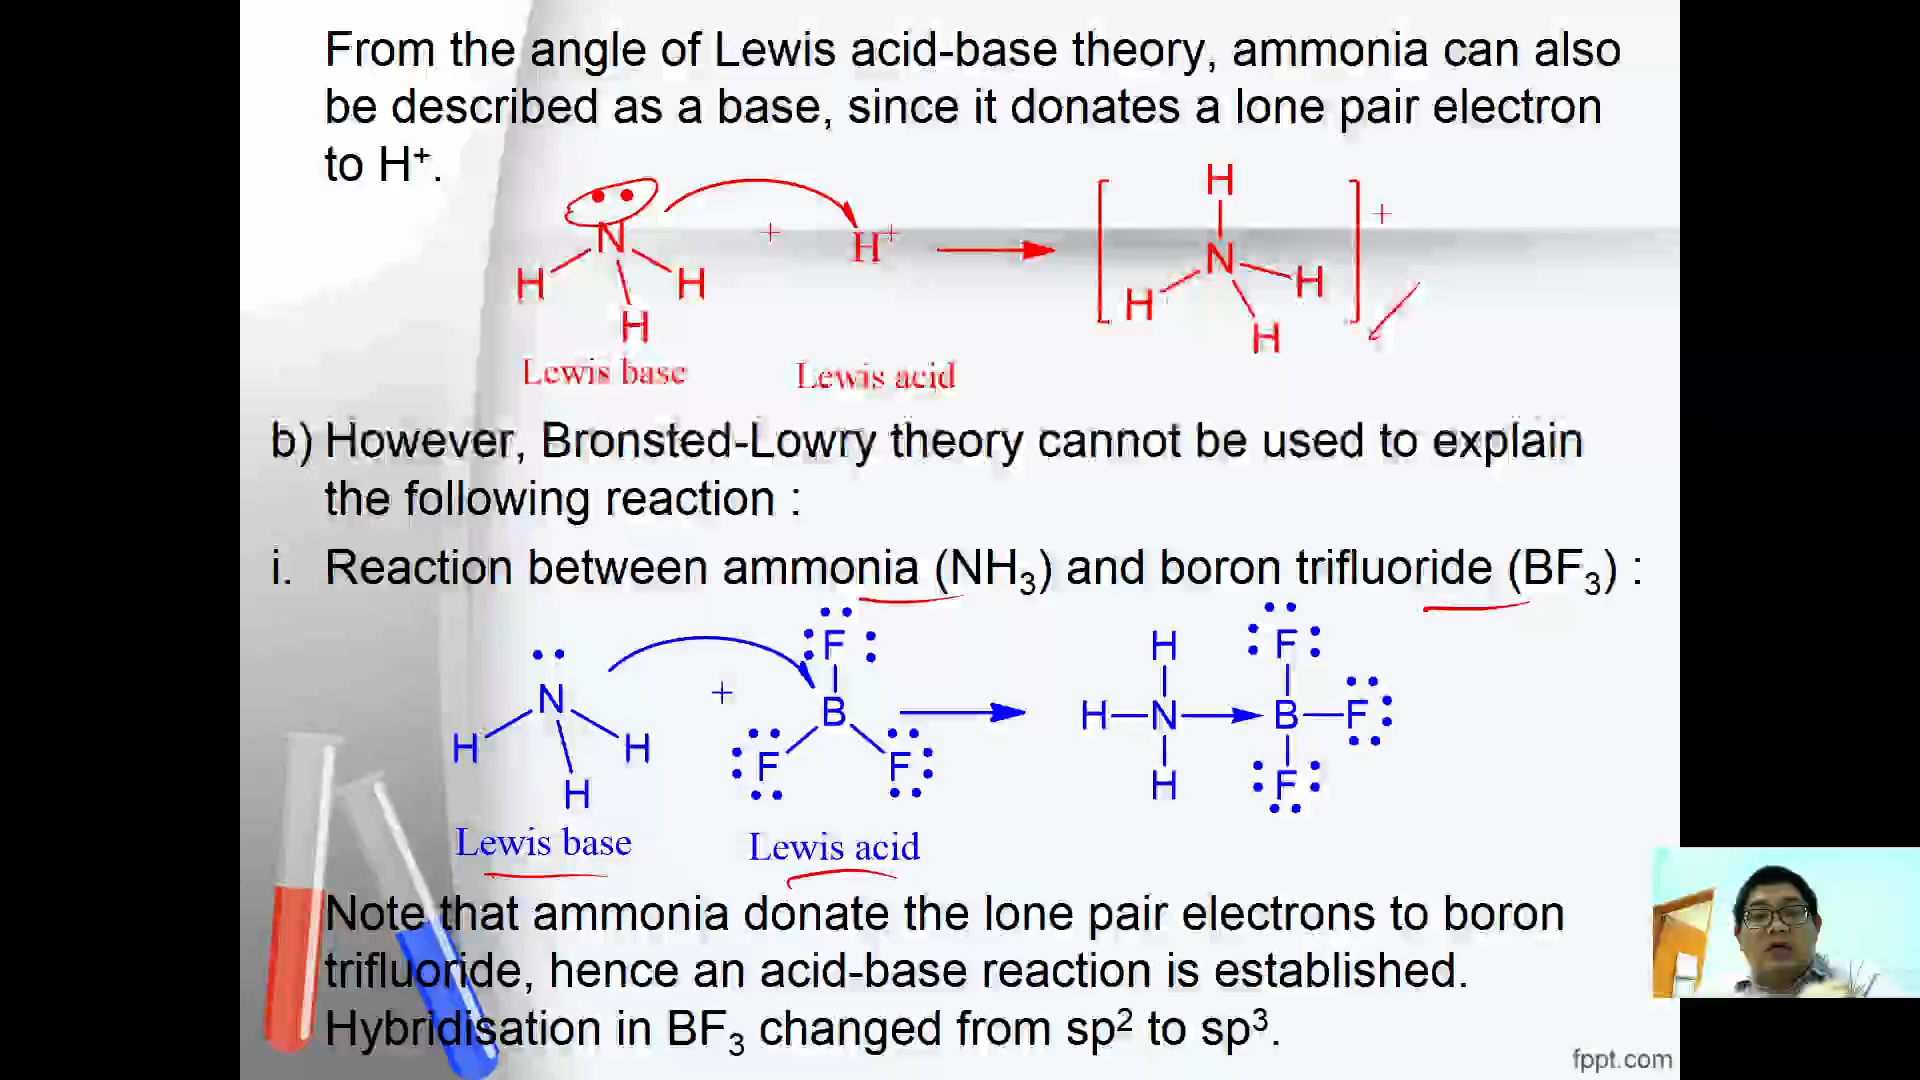 From the angle of Lewis acid-base theory, ammonia can also
be described as a base, since it donates a lone pair electron
to H⁺.
H
N + H⁺ N +
H H H H
H H
Lewis base Lewis acid
b) However, Bronsted-Lowry theory cannot be used to explain
the following reaction :
i. Reaction between ammonia (NH₃) and boron trifluoride (BF₃) :
F H F
N + B H N B F
H H F F
H H F
Lewis base Lewis acid
Note that ammonia donate the lone pair electrons to boron
trifluoride, hence an acid-base reaction is established.
Hybridisation in BF₃ changed from sp² to sp³.
fppt.com